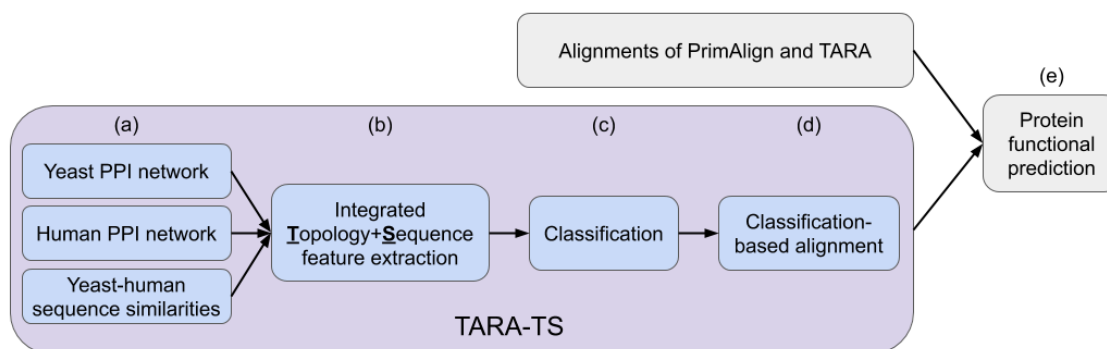 Alignments of PrimAlign and TARA
(e)
Protein
functional
prediction
(a)
(b)
(c)
(d)
Yeast PPI network
Human PPI network
Yeast-human
sequence similarities
Integrated
Topology+Sequence
feature extraction
Classification
Classification-
based alignment
TARA-TS